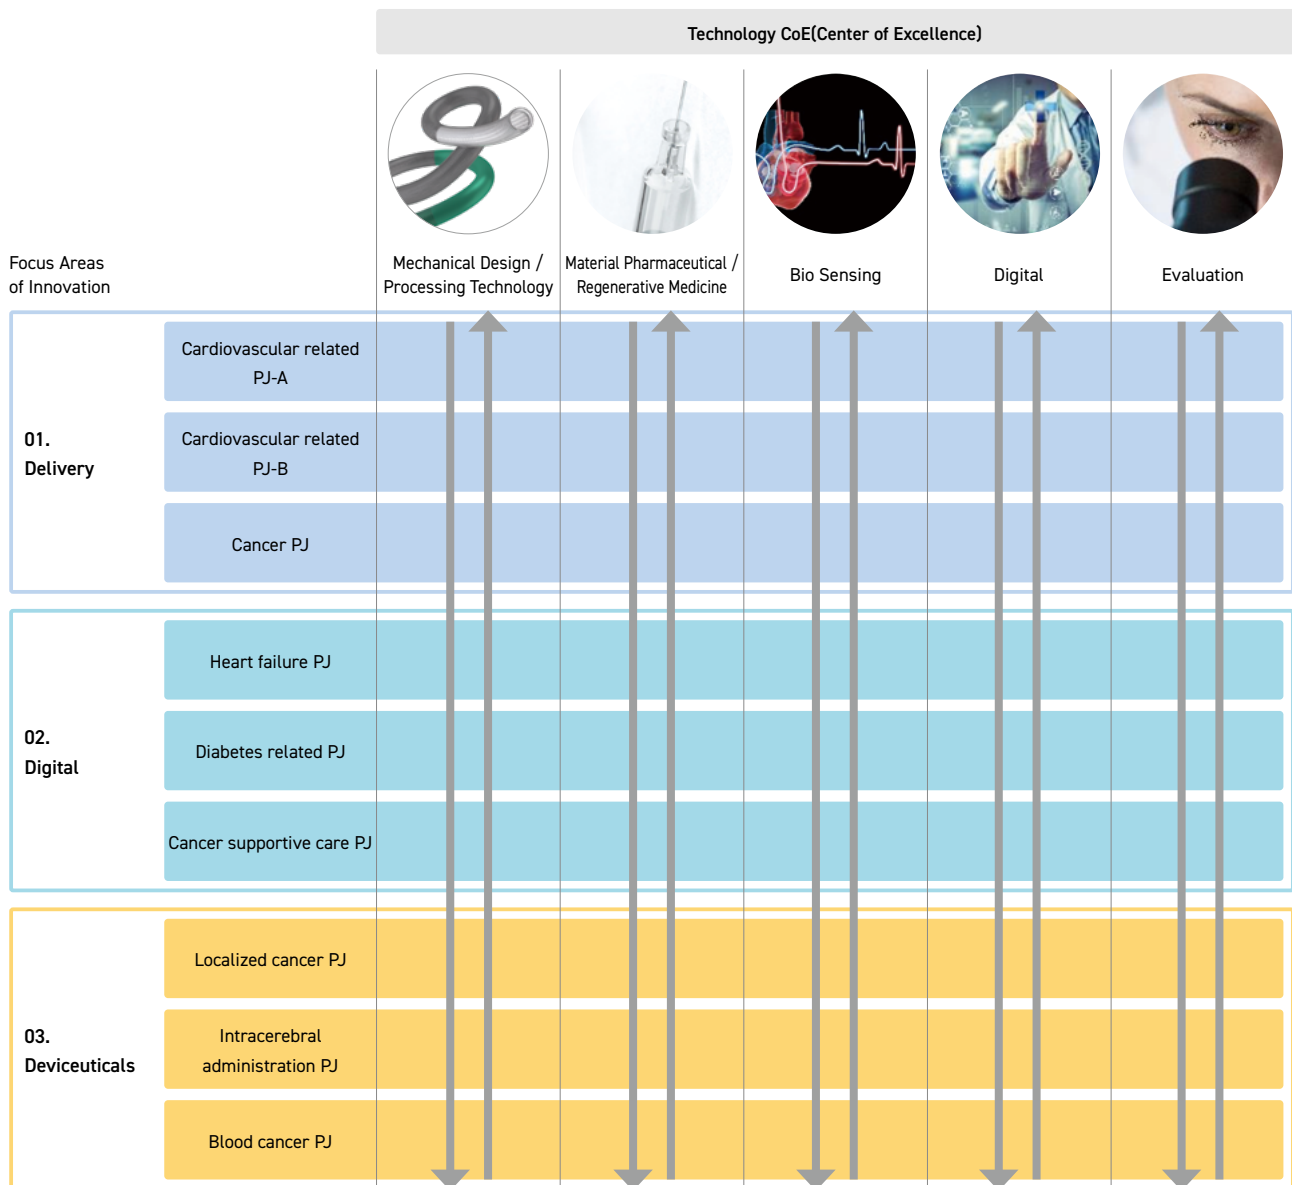 Technology CoE(Center of Excellence)
Focus Areas
of Innovation
Mechanical Design /
Processing Technology
Material Pharmaceutical /
Regenerative Medicine
Bio Sensing
Digital
Evaluation
01.
Delivery
Cardiovascular related
PJ-A
Cardiovascular related
PJ-B
Cancer PJ
02.
Digital
Heart failure PJ
Diabetes related PJ
Cancer supportive care PJ
03.
Deviceuticals
Localized cancer PJ
Intracerebral
administration PJ
Blood cancer PJ